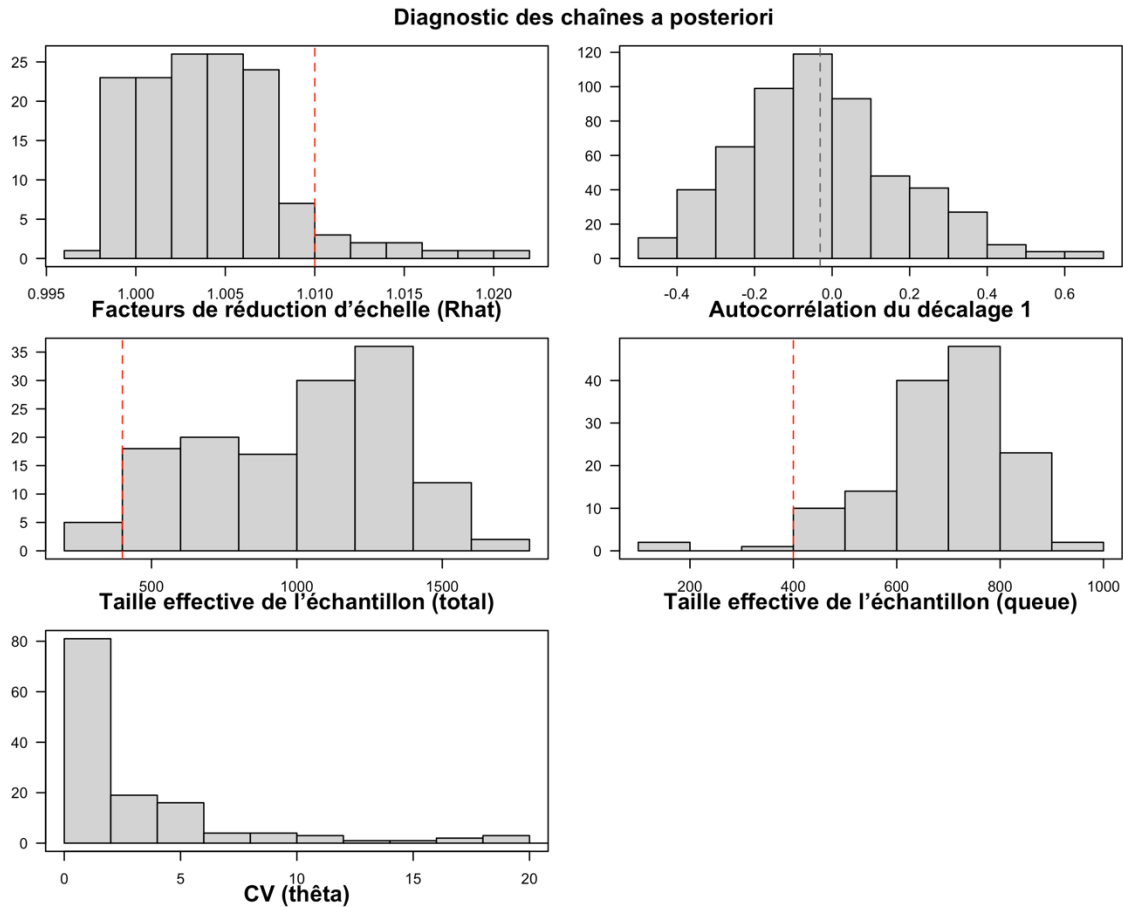 Diagnostic des chaînes a posteriori
25
20
15
10
5
0
0.995 1.000 1.005 1.010 1.015 1.020
Facteurs de réduction d’échelle (Rhat)
120
100
80
60
40
20
0
-0.4 -0.2 0.0 0.2 0.4 0.6
Autocorrélation du décalage 1
35
30
25
20
15
10
5
0
500 1000 1500
Taille effective de l’échantillon (total)
40
30
20
10
0
200 400 600 800 1000
Taille effective de l’échantillon (queue)
80
60
40
20
0
0 5 10 15 20
CV (thêta)